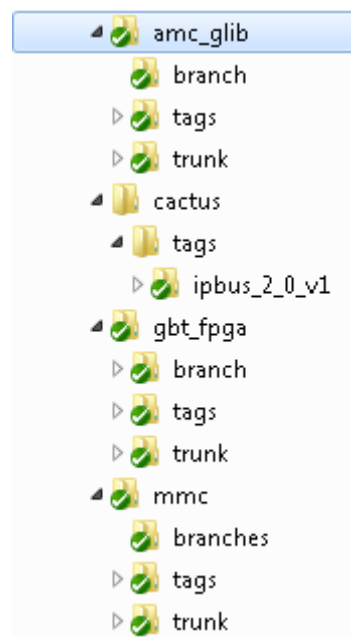 amc_glib
branch
tags
trunk
cactus
tags
ipbus_2_0_v1
gbt_fpga
branch
tags
trunk
mmc
branches
tags
trunk